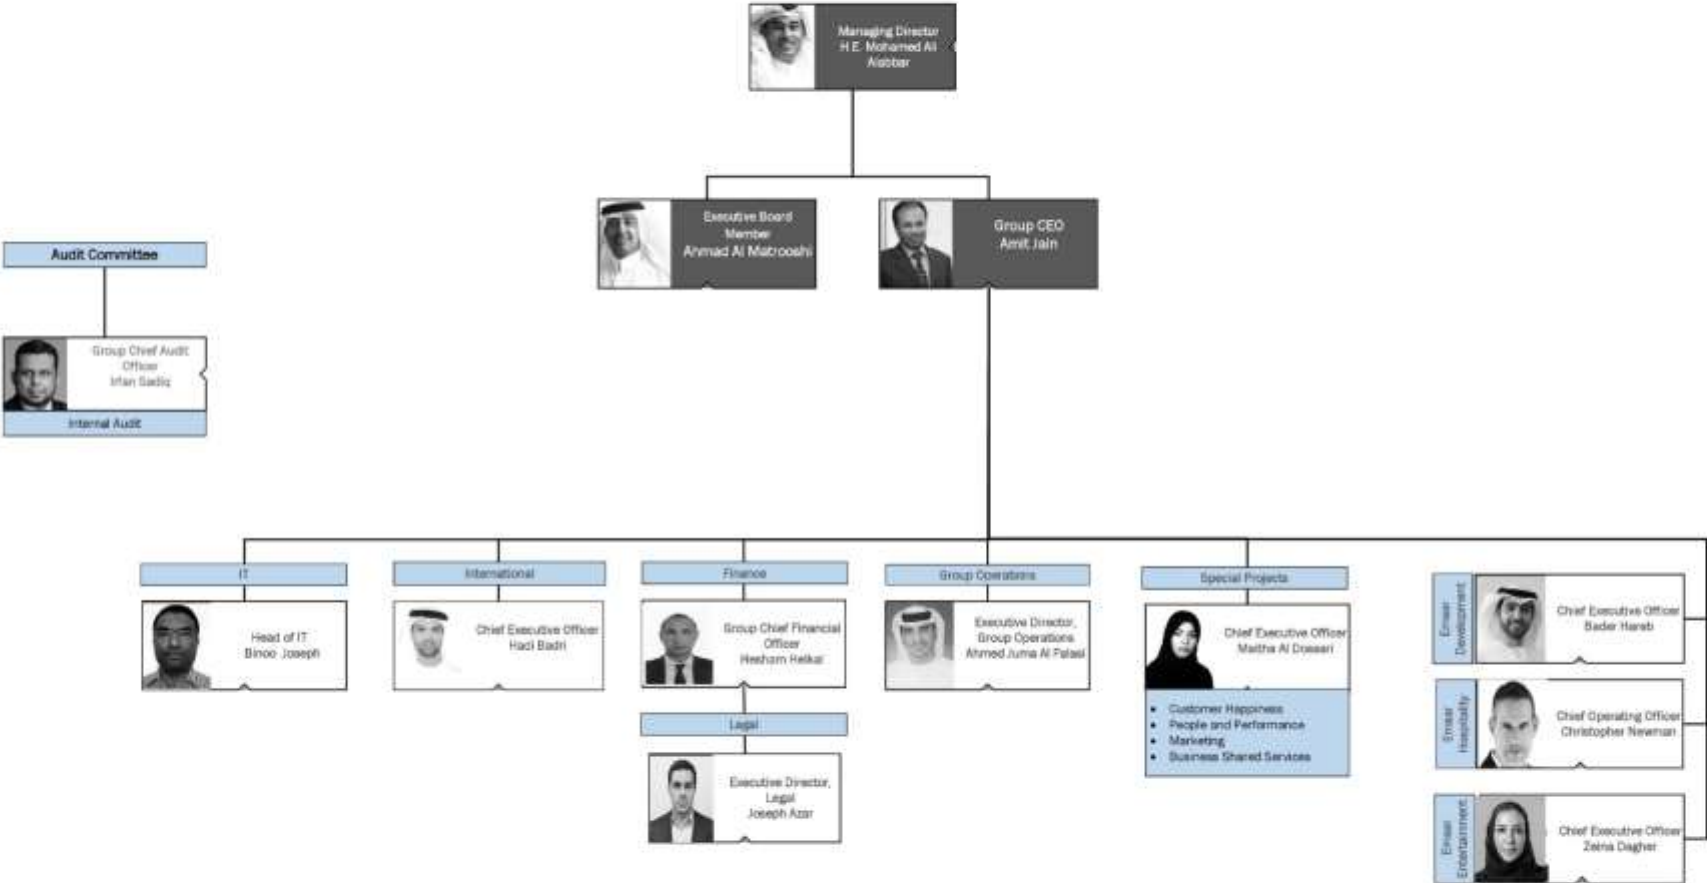 Managing Director
H.E. Mohamed Ali
Alabbar
Executive Board
Member
Ahmad Al Matrooshi
Group CEO
Amit Jain
Audit Committee
Group Chief Audit
Officer
Irfan Sadiq
Internal Audit
IT
Head of IT
Binoo Joseph
International
Chief Executive Officer
Hadi Badri
Finance
Group Chief Financial
Officer
Hesham Heikal
Legal
Executive Director,
Legal
Joseph Azar
Group Operations
Executive Director,
Group Operations
Ahmed Juma Al Falasi
Special Projects
Chief Executive Officer
Maitha Al Dossari
• Customer Happiness
• People and Performance
• Marketing
• Business Shared Services
Emaar
Development
Chief Executive Officer
Bader Hareb
Emaar
Hospitality
Chief Operating Officer
Christopher Newman
Emaar
Entertainment
Chief Executive Officer
Zeina Dagher